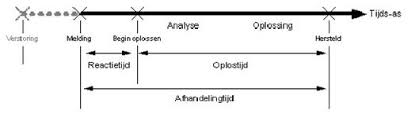 Analyse Oplossing Tijds-as
Verstoring Melding Begin oplossen Hersteld
Reactietijd Oplostijd
Afhandelingtijd